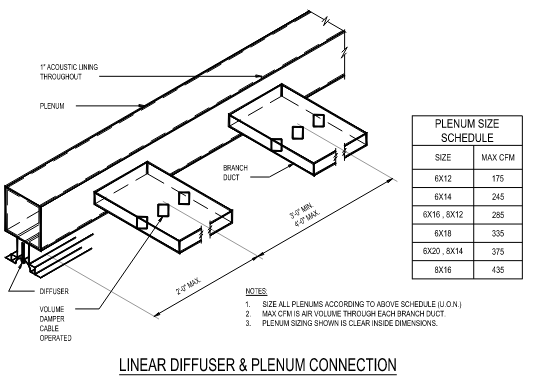 1" ACOUSTIC LINING
THROUGHOUT
PLENUM
BRANCH
DUCT
3'-0" MIN.
4'-0" MAX.
2'-0" MAX.
DIFFUSER
VOLUME
DAMPER
CABLE
OPERATED
PLENUM SIZE
SCHEDULE
SIZE MAX CFM
6X12 175
6X14 245
6X16 , 8X12 285
6X18 335
6X20 , 8X14 375
8X16 435
NOTES:
1. SIZE ALL PLENUMS ACCORDING TO ABOVE SCHEDULE (U.O.N.)
2. MAX CFM IS AIR VOLUME THROUGH EACH BRANCH DUCT.
3. PLENUM SIZING SHOWN IS CLEAR INSIDE DIMENSIONS.
LINEAR DIFFUSER & PLENUM CONNECTION